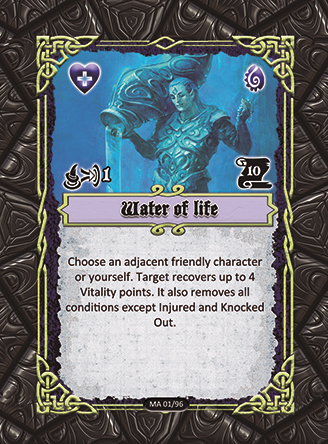 1
10
Water of life
Choose an adjacent friendly character
or yourself. Target recovers up to 4
Vitality points. It also removes all
conditions except Injured and Knocked
Out.
MA 01/96